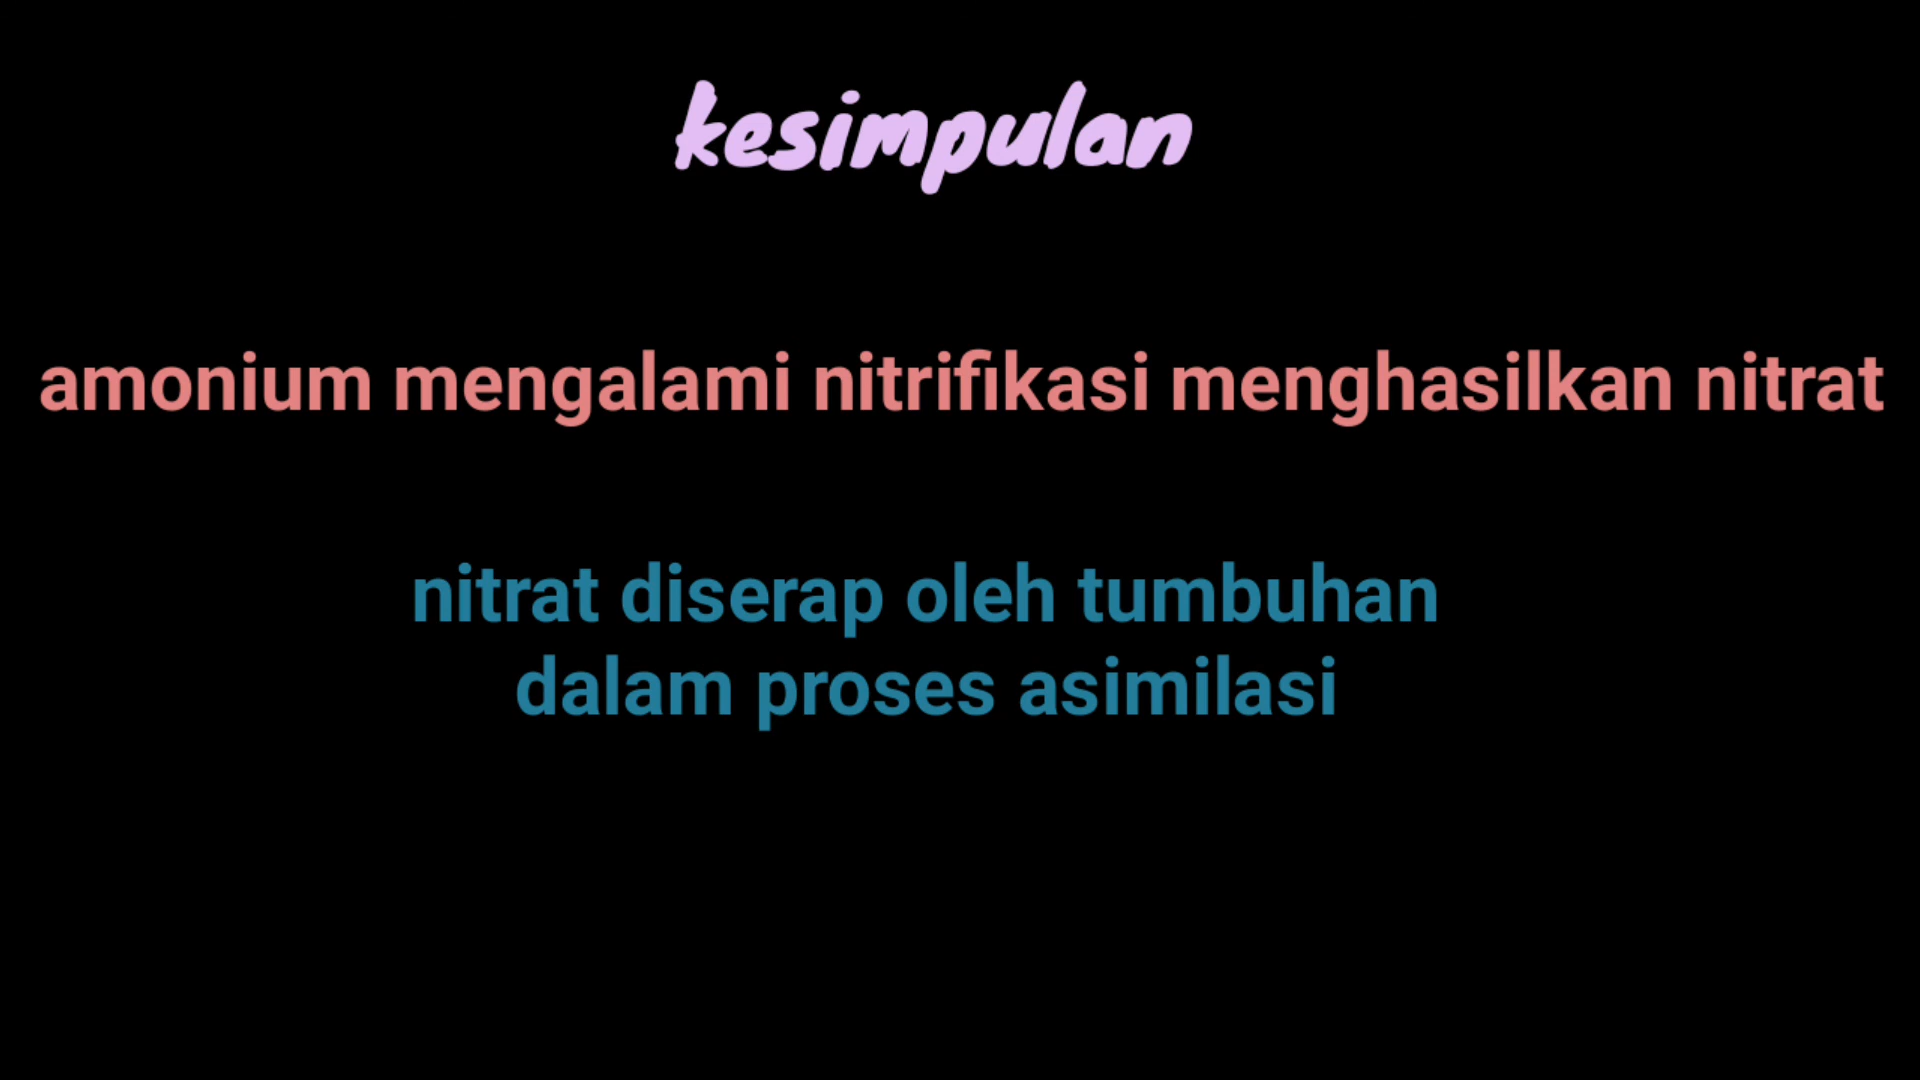 kesimpulan
amonium mengalami nitrifikasi menghasilkan nitrat
nitrat diserap oleh tumbuhan
dalam proses asimilasi